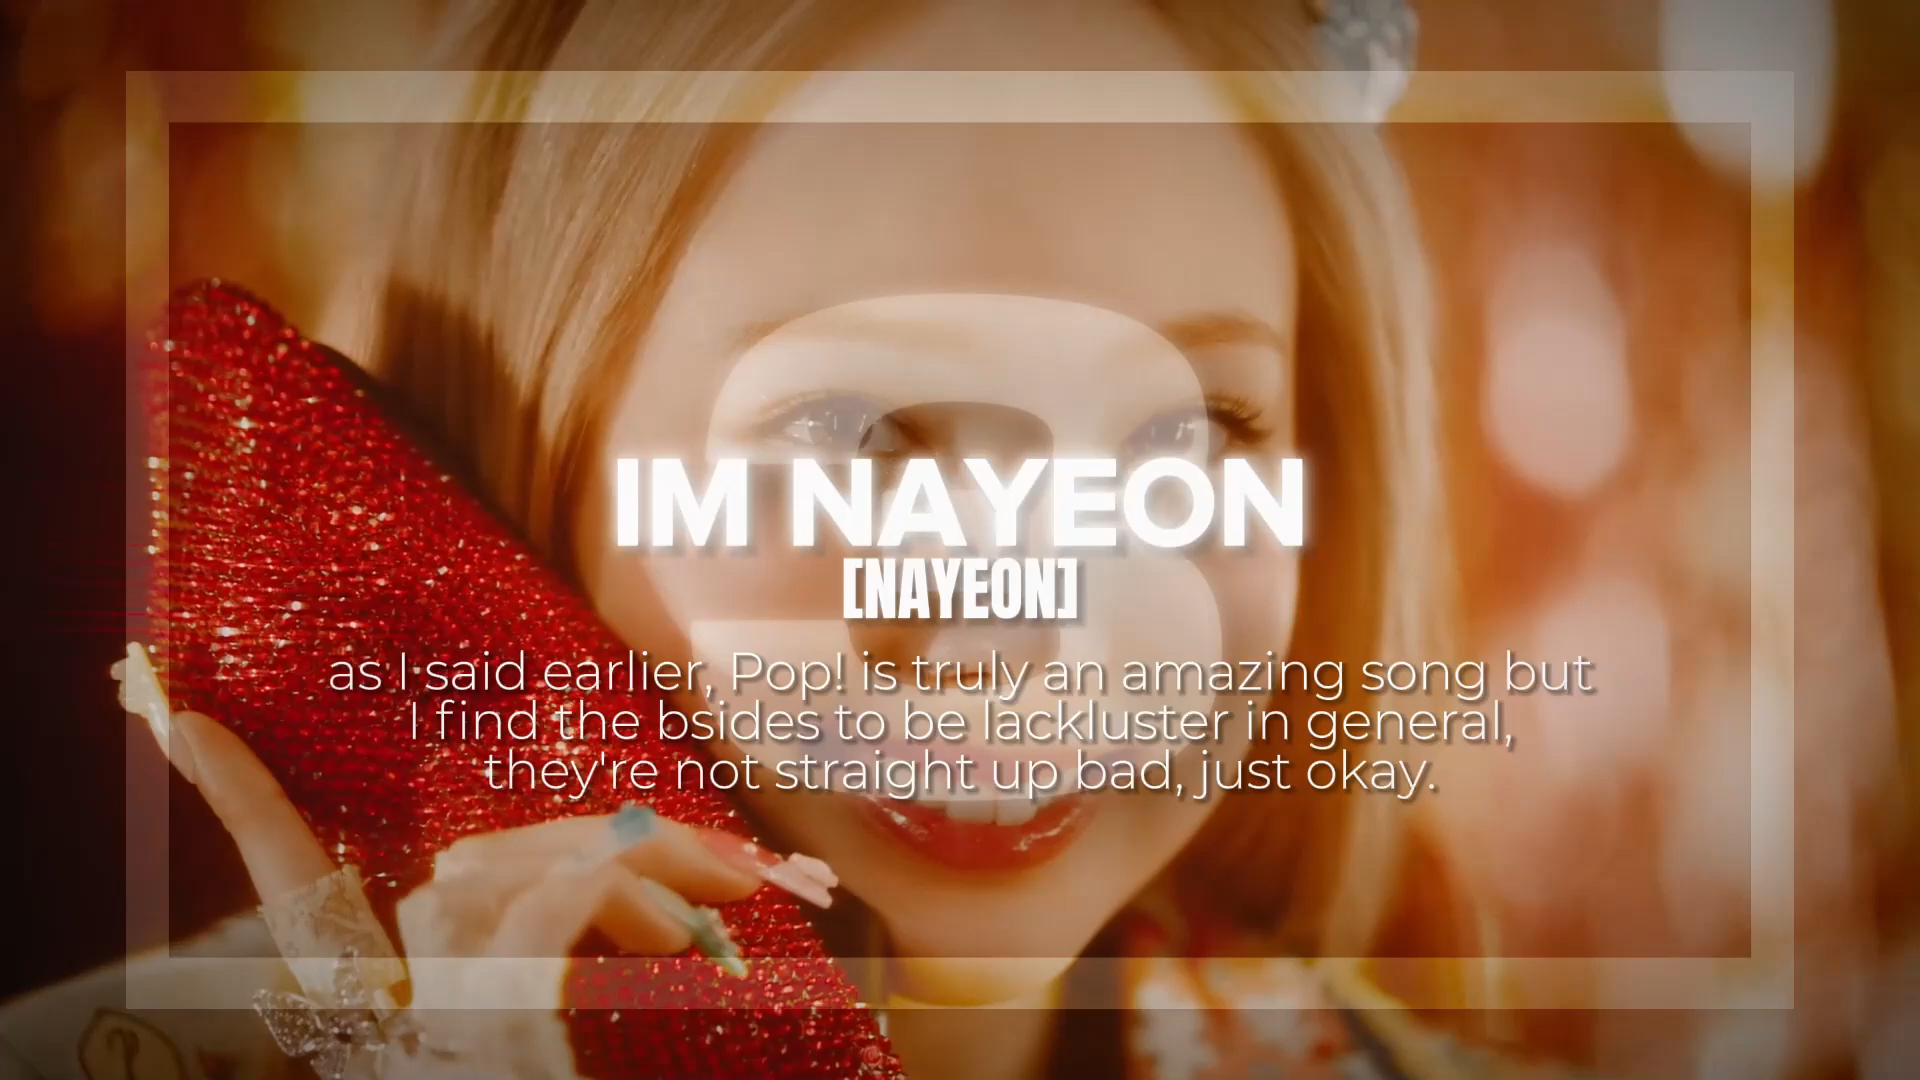 3
IM NAYEON
[NAYEON]
as I said earlier, Pop! is truly an amazing song but
I find the bsides to be lackluster in general,
they're not straight up bad, just okay.